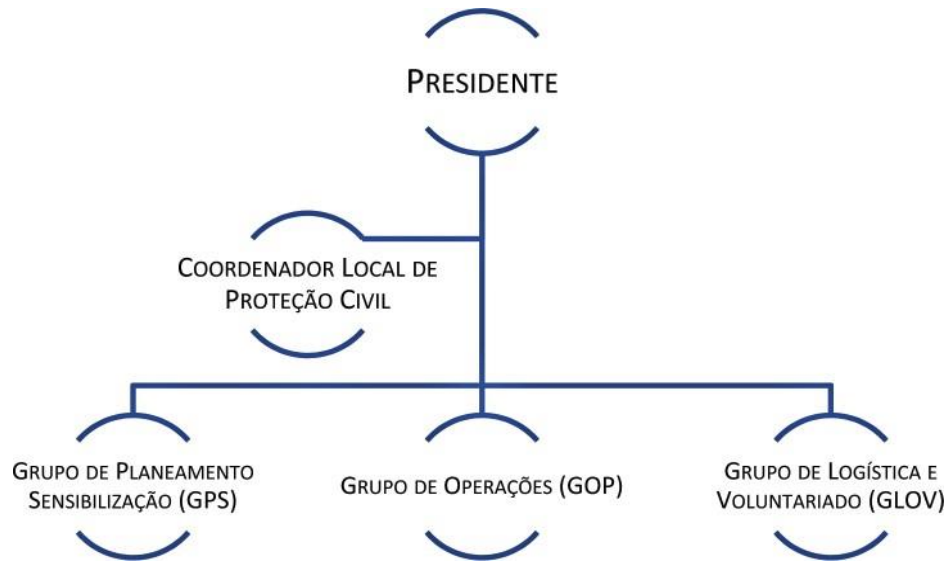 PRESIDENTE
COORDENADOR LOCAL DE
PROTEÇÃO CIVIL
GRUPO DE PLANEAMENTO
SENSIBILIZAÇÃO (GPS)
GRUPO DE OPERAÇÕES (GOP)
GRUPO DE LOGÍSTICA E
VOLUNTARIADO (GLOV)